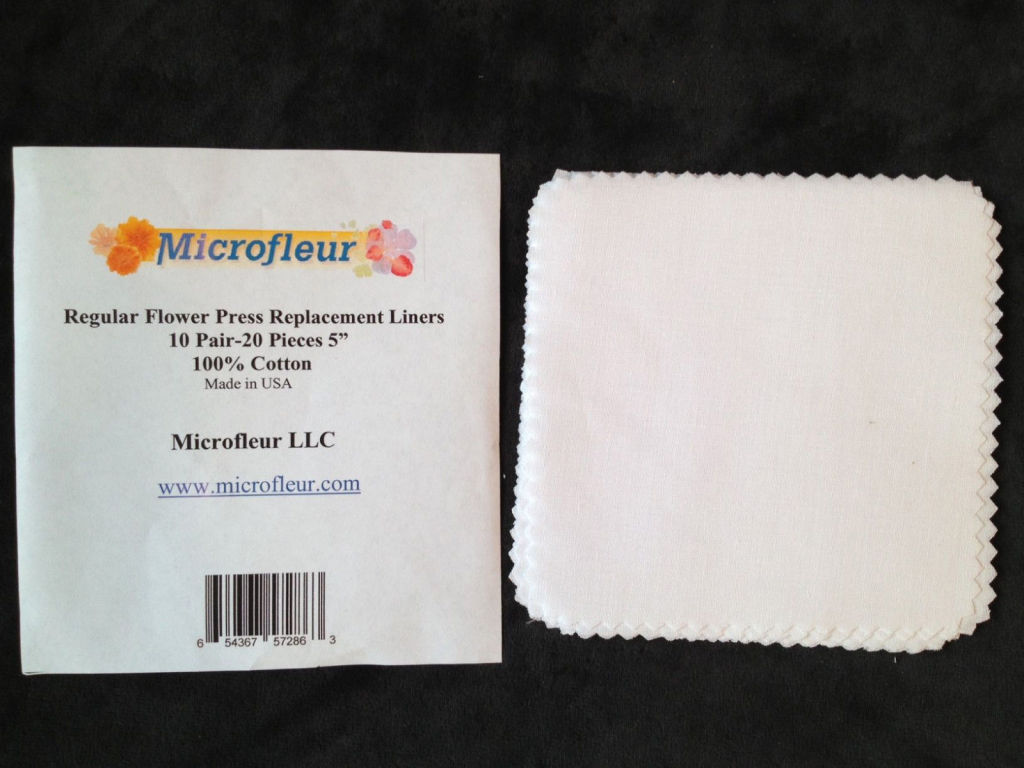 Microfleur
Regular Flower Press Replacement Liners
10 Pair-20 Pieces 5”
100% Cotton
Made in USA
Microfleur LLC
www.microfleur.com
6 54367 57286 3